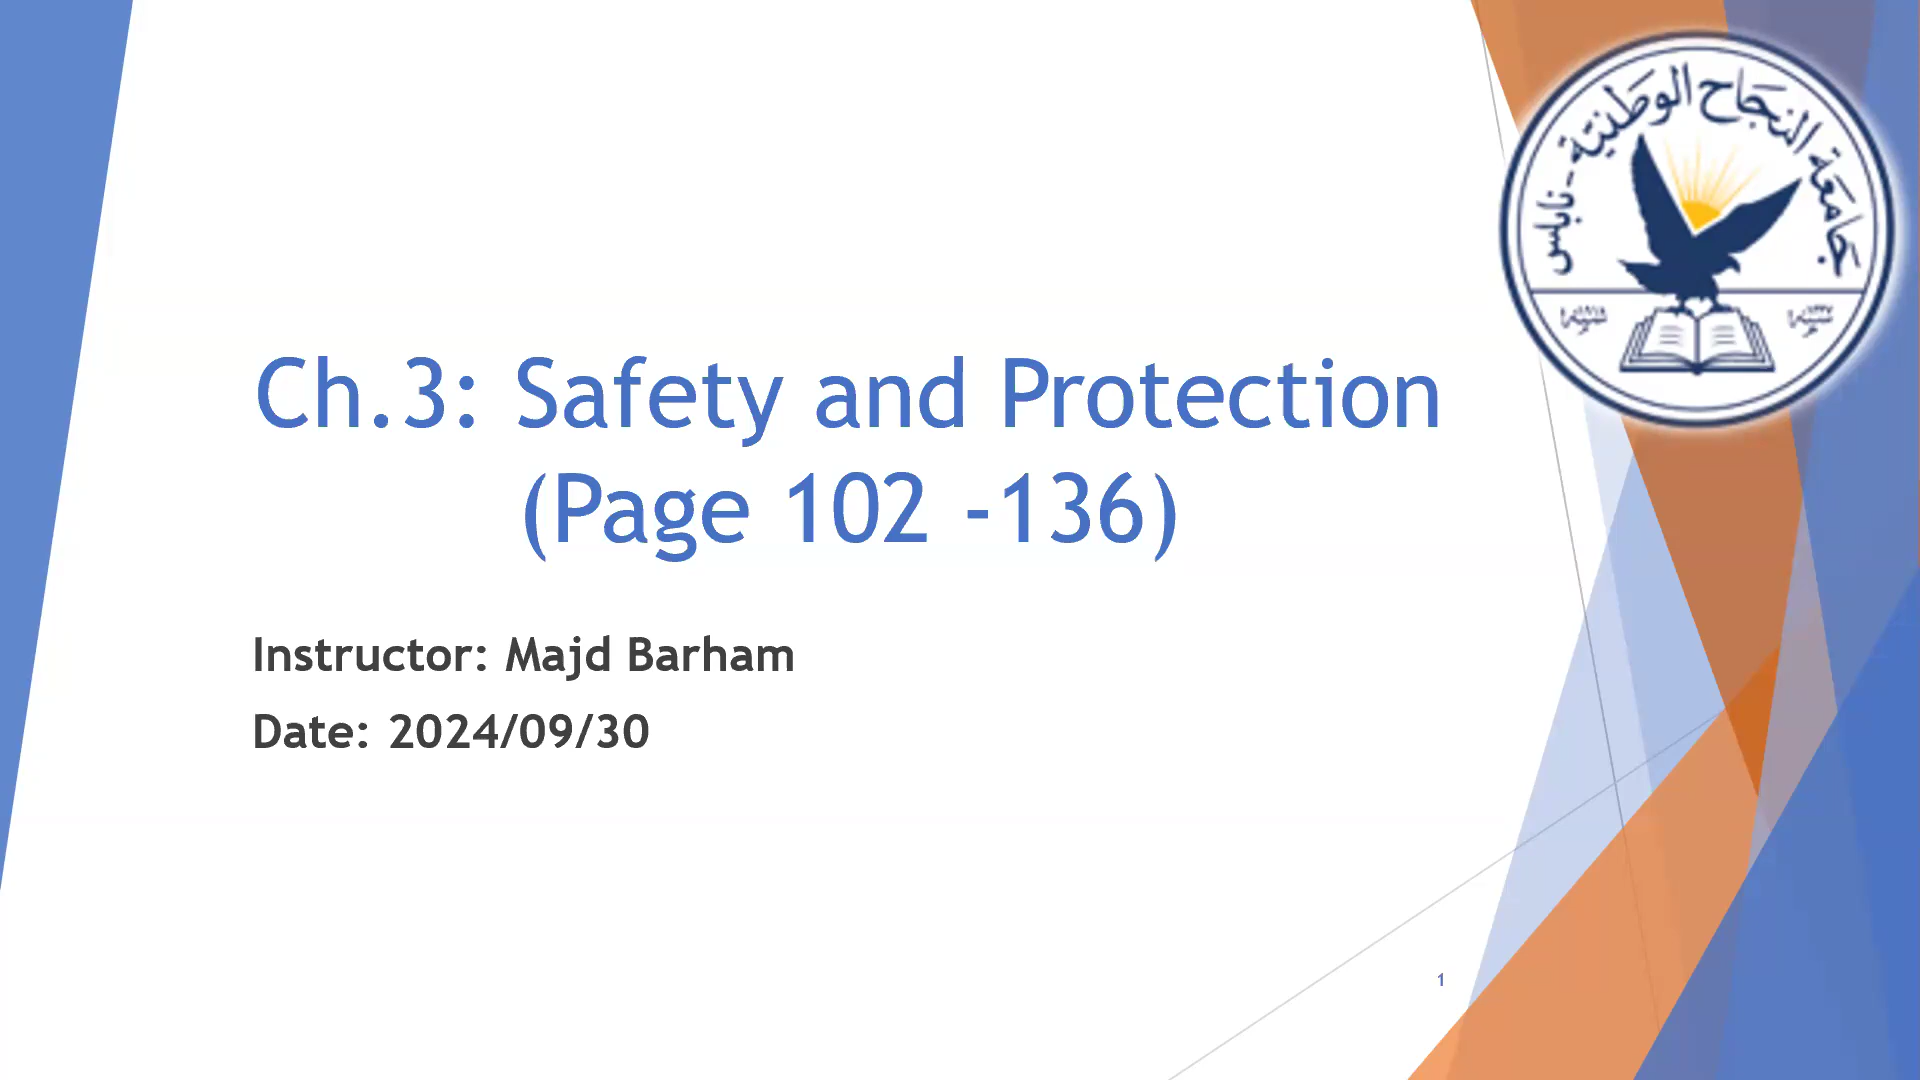 جامعة النجاح الوطنية - نابلس
Ch.3: Safety and Protection
(Page 102 -136)
Instructor: Majd Barham
Date: 2024/09/30
1